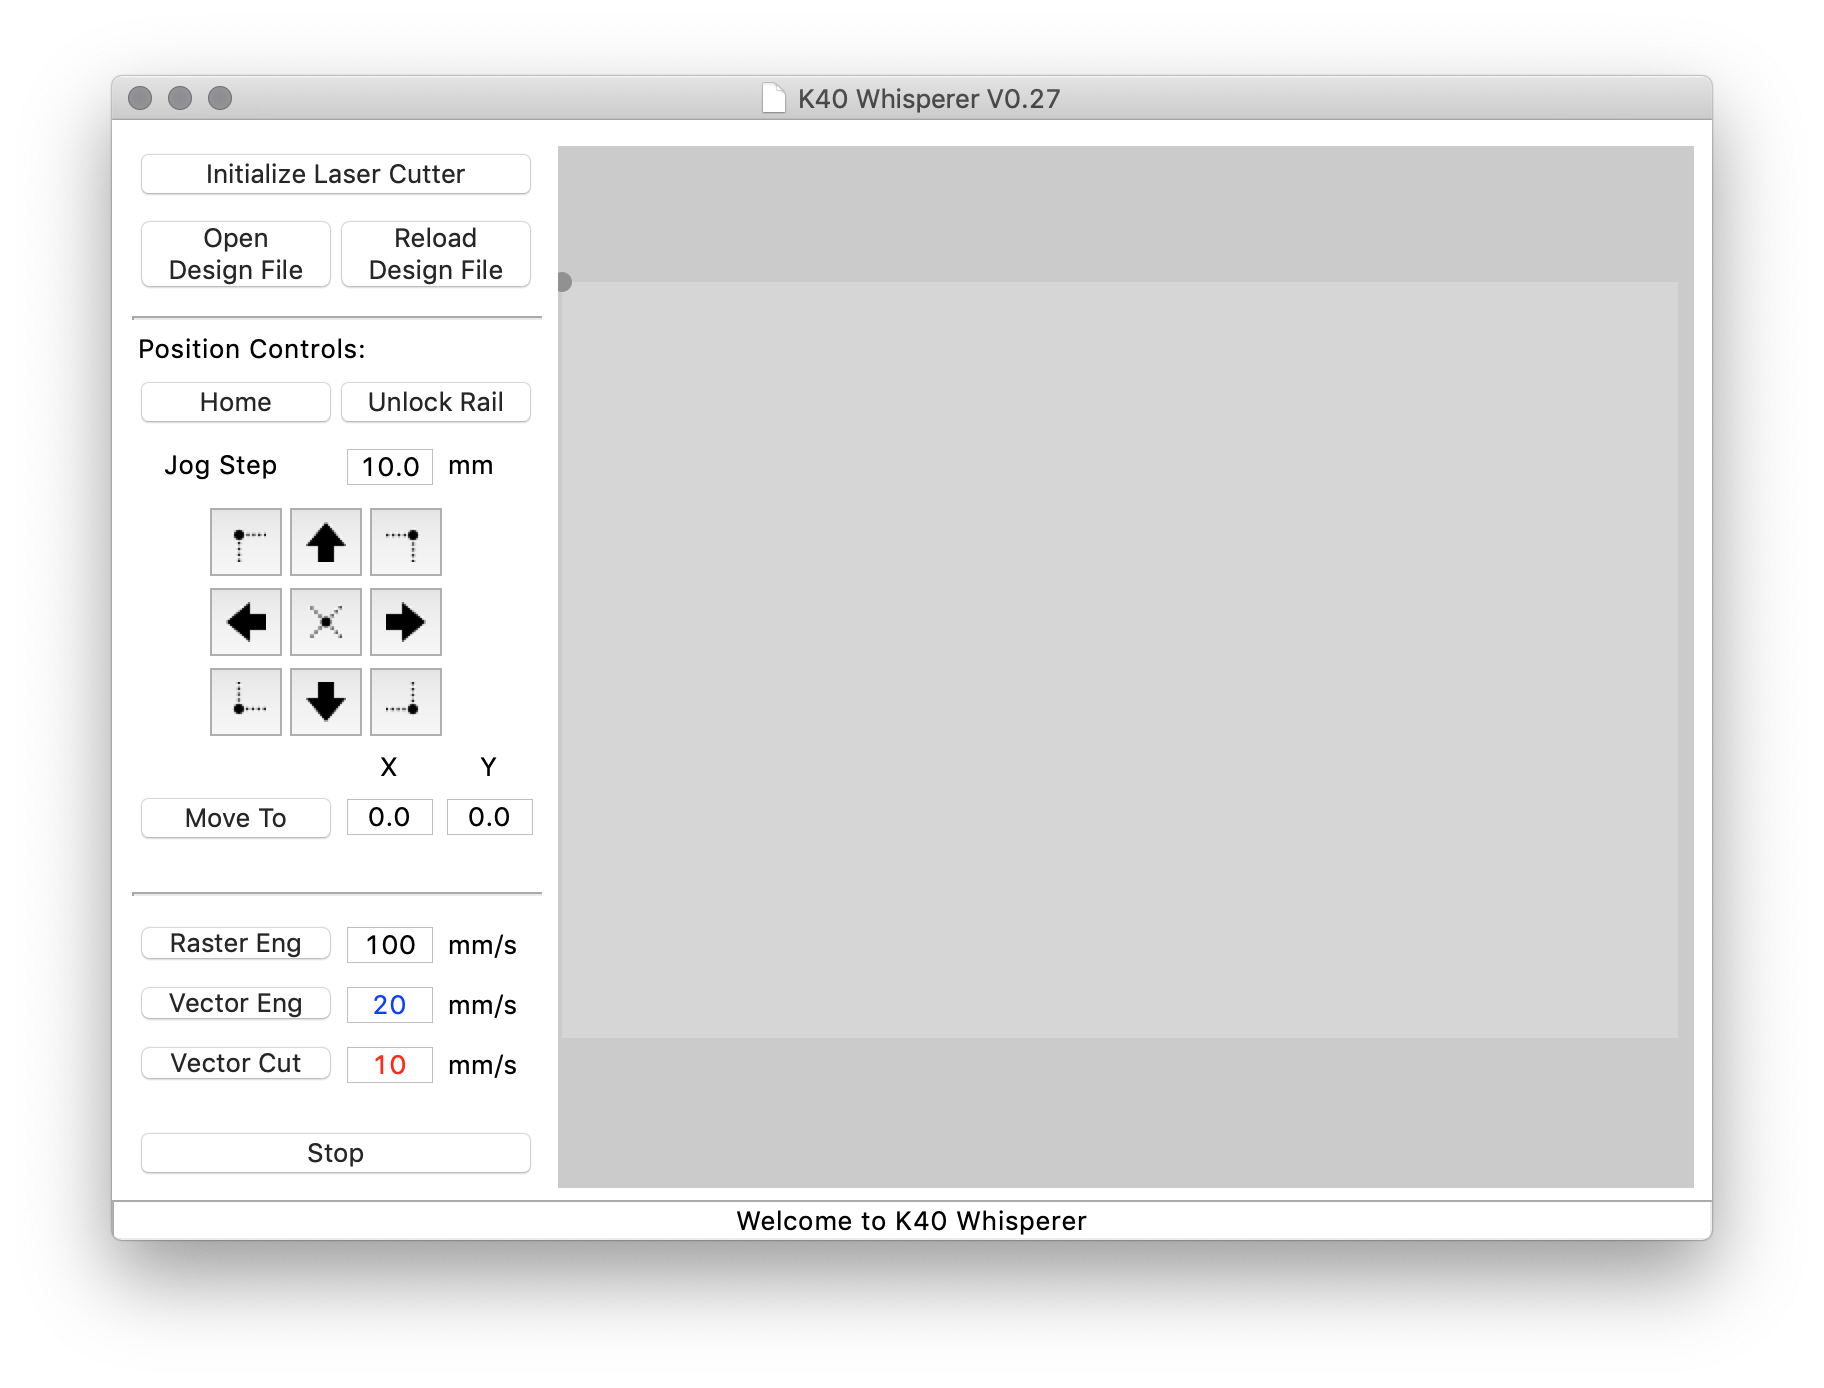 K40 Whisperer V0.27
Initialize Laser Cutter
Open
Design File
Reload
Design File
Position Controls:
Home
Unlock Rail
Jog Step 10.0 mm
X Y
Move To 0.0 0.0
Raster Eng 100 mm/s
Vector Eng 20 mm/s
Vector Cut 10 mm/s
Stop
Welcome to K40 Whisperer